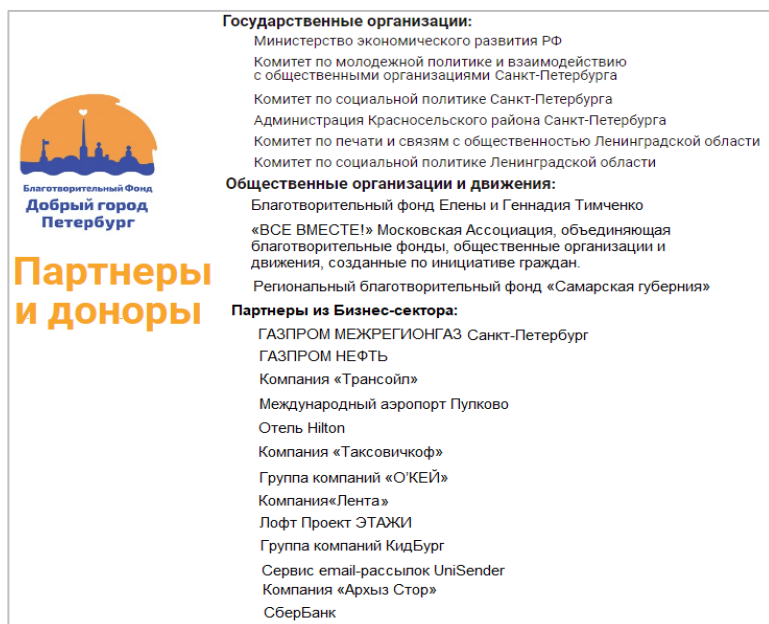 Благотворительный Фонд
Добрый город
Петербург
Партнеры
и доноры
Государственные организации:
Министерство экономического развития РФ
Комитет по молодежной политике и взаимодействию
с общественными организациями Санкт-Петербурга
Комитет по социальной политике Санкт-Петербурга
Администрация Красносельского района Санкт-Петербурга
Комитет по печати и связям с общественностью Ленинградской области
Комитет по социальной политике Ленинградской области
Общественные организации и движения:
Благотворительный фонд Елены и Геннадия Тимченко
«ВСЕ ВМЕСТЕ!» Московская Ассоциация, объединяющая
благотворительные фонды, общественные организации и
движения, созданные по инициативе граждан.
Региональный благотворительный фонд «Самарская губерния»
Партнеры из Бизнес-сектора:
ГАЗПРОМ МЕЖРЕГИОНГАЗ Санкт-Петербург
ГАЗПРОМ НЕФТЬ
Компания «Трансойл»
Международный аэропорт Пулково
Отель Hilton
Компания «Таксовичкоф»
Группа компаний «О'КЕЙ»
Компания«Лента»
Лофт Проект ЭТАЖИ
Группа компаний КидБург
Сервис email-рассылок UniSender
Компания «Архыз Стор»
СберБанк